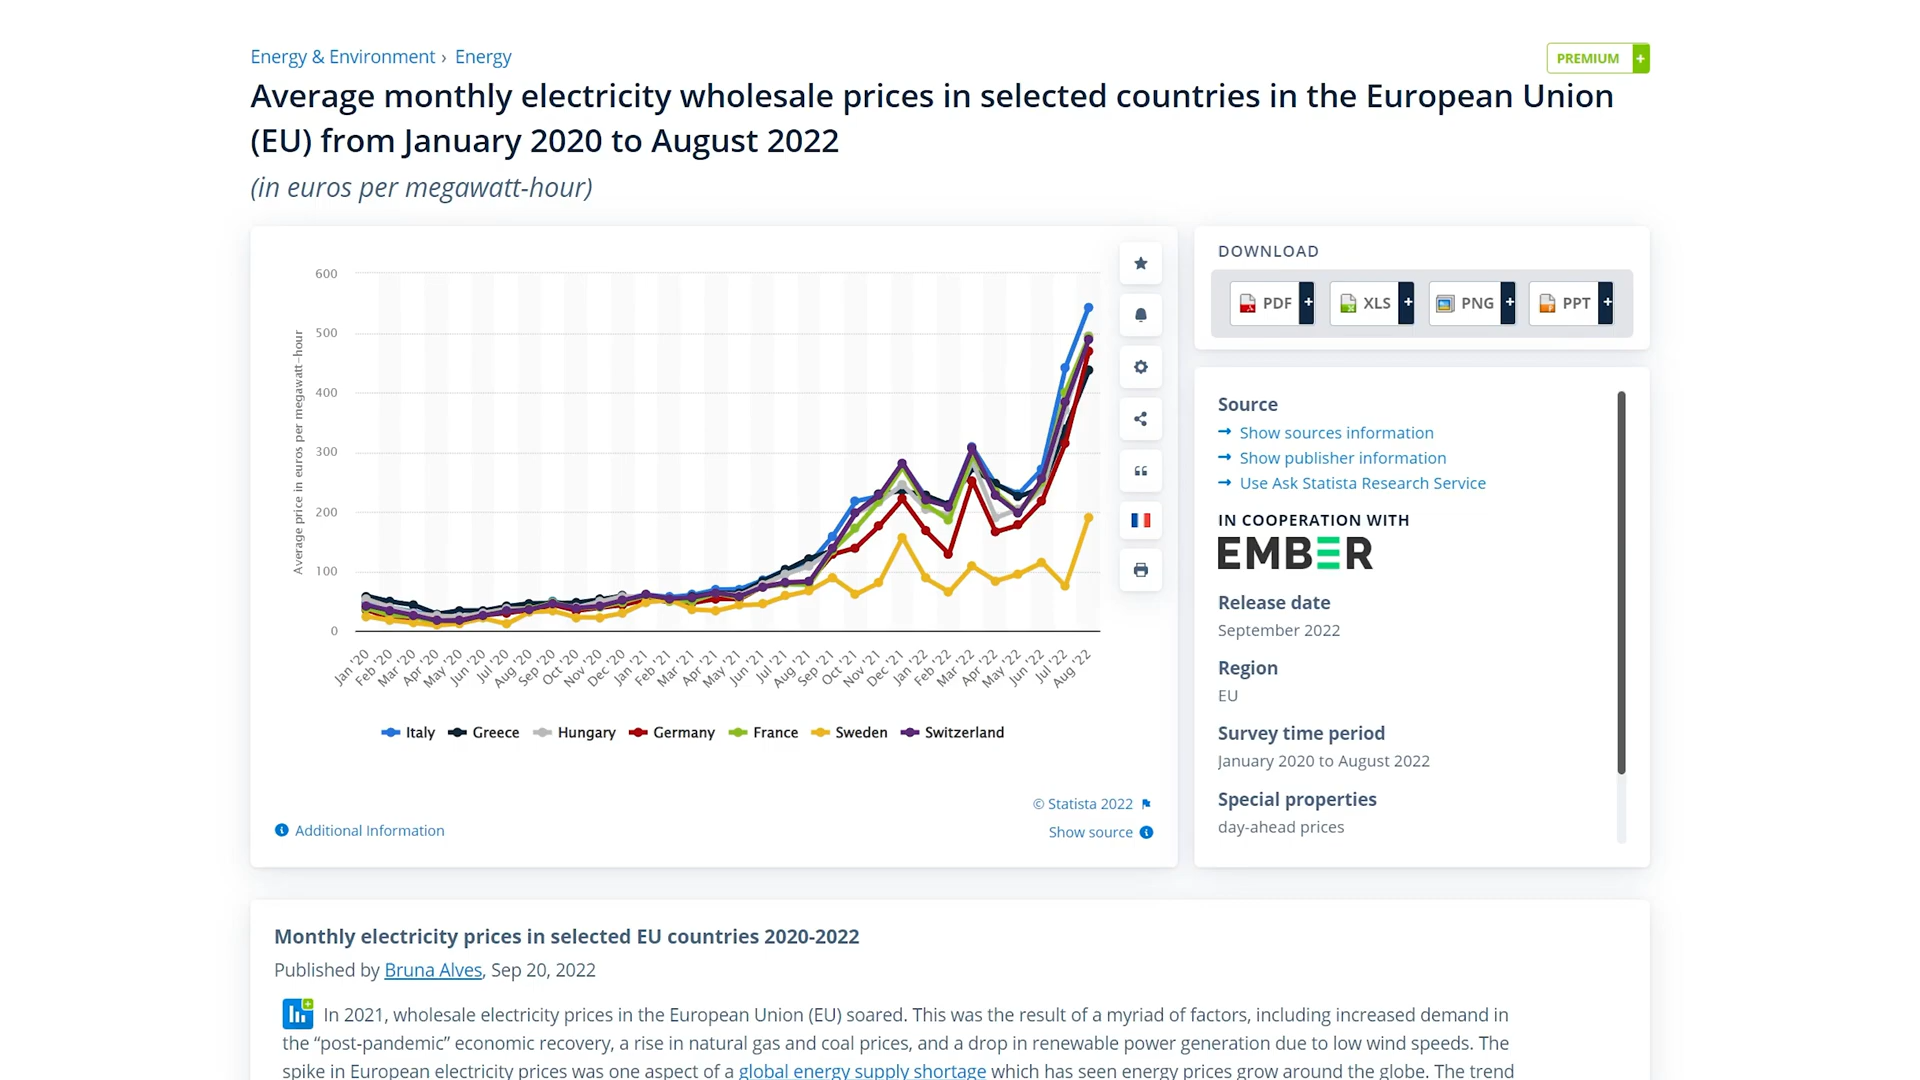 Energy & Environment › Energy
PREMIUM +
Average monthly electricity wholesale prices in selected countries in the European Union
(EU) from January 2020 to August 2022
(in euros per megawatt-hour)
Average price in euros per megawatt-hour
600
500
400
300
200
100
0
Jan '20
Feb '20
Mar '20
Apr '20
May '20
Jun '20
Jul '20
Aug '20
Sep '20
Oct '20
Nov '20
Dec '20
Jan '21
Feb '21
Mar '21
Apr '21
May '21
Jun '21
Jul '21
Aug '21
Sep '21
Oct '21
Nov '21
Dec '21
Jan '22
Feb '22
Mar '22
Apr '22
May '22
Jun '22
Jul '22
Aug '22
Italy Greece Hungary Germany France Sweden Switzerland
© Statista 2022
Additional Information
Show source
DOWNLOAD
PDF + XLS + PNG + PPT +
Source
Show sources information
Show publisher information
Use Ask Statista Research Service
IN COOPERATION WITH
EMBER
Release date
September 2022
Region
EU
Survey time period
January 2020 to August 2022
Special properties
day-ahead prices
Monthly electricity prices in selected EU countries 2020-2022
Published by Bruna Alves, Sep 20, 2022
In 2021, wholesale electricity prices in the European Union (EU) soared. This was the result of a myriad of factors, including increased demand in
the “post-pandemic” economic recovery, a rise in natural gas and coal prices, and a drop in renewable power generation due to low wind speeds. The
spike in European electricity prices was one aspect of a global energy supply shortage which has seen energy prices grow around the globe. The trend